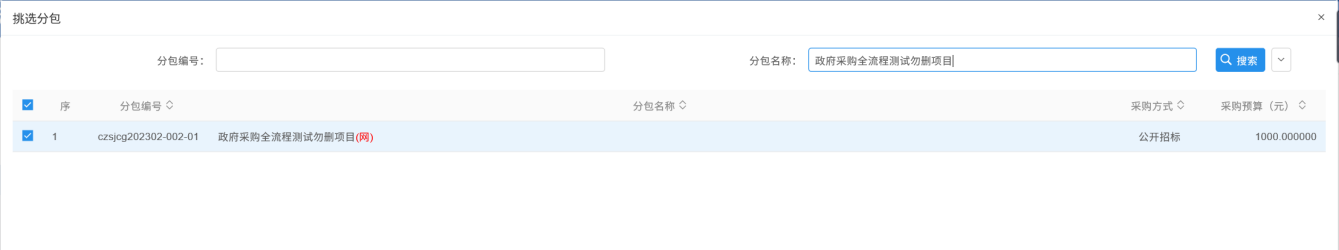 挑选分包
分包编号：
分包名称： 政府采购全流程测试勿删项目
搜索
序 分包编号 分包名称 采购方式 采购预算（元）
1 czsjcg202302-002-01 政府采购全流程测试勿删项目(网) 公开招标 1000.000000